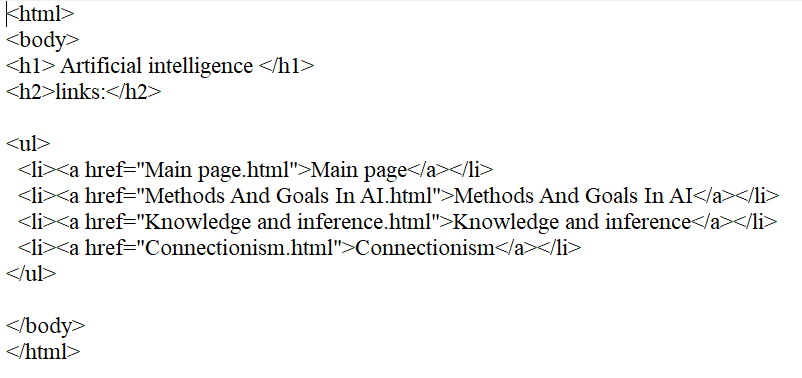 <html>
<body>
<h1> Artificial intelligence </h1>
<h2>links:</h2>
<ul>
<li><a href="Main page.html">Main page</a></li>
<li><a href="Methods And Goals In AI.html">Methods And Goals In AI</a></li>
<li><a href="Knowledge and inference.html">Knowledge and inference</a></li>
<li><a href="Connectionism.html">Connectionism</a></li>
</ul>
</body>
</html>